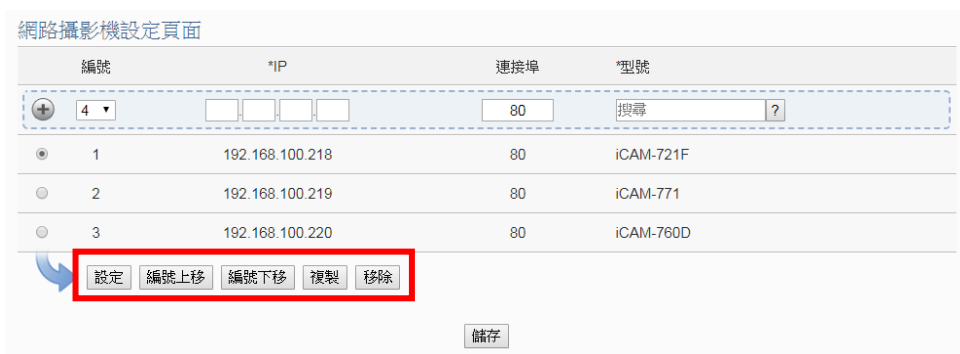 網路攝影機設定頁面
編號 *IP 連接埠 *型號
4 . . . 80 搜尋 ?
1 192.168.100.218 80 iCAM-721F
2 192.168.100.219 80 iCAM-771
3 192.168.100.220 80 iCAM-760D
設定 編號上移 編號下移 複製 移除
儲存